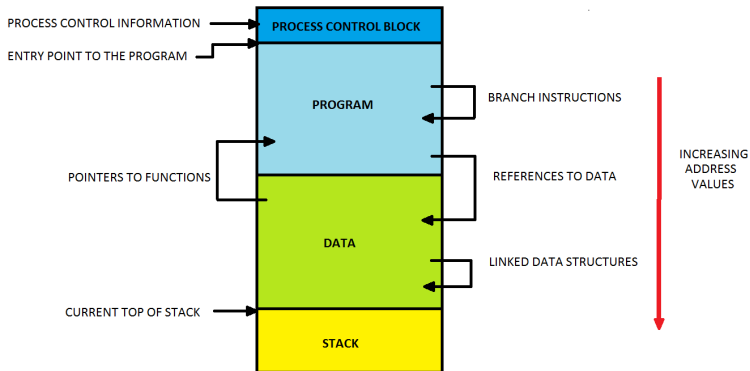 PROCESS CONTROL INFORMATION
PROCESS CONTROL BLOCK
ENTRY POINT TO THE PROGRAM
PROGRAM
BRANCH INSTRUCTIONS
INCREASING
ADDRESS
VALUES
POINTERS TO FUNCTIONS
REFERENCES TO DATA
DATA
LINKED DATA STRUCTURES
CURRENT TOP OF STACK
STACK